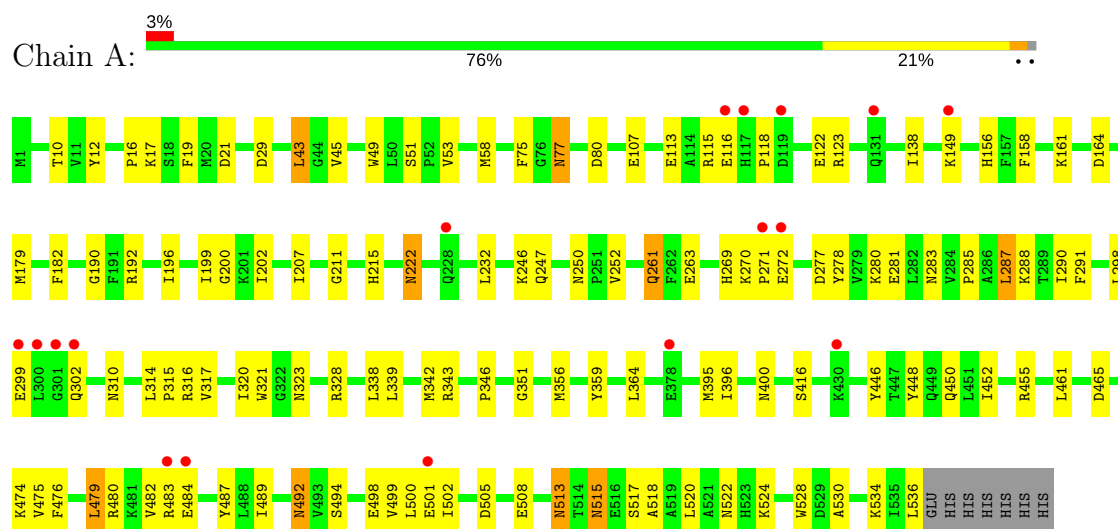 3%
Chain A:
76% 21% • •
M1 T10 V11 Y12 P16 K17 S18 F19 M20 D21 D29 L43 G44 V45 W49 L50 S51 P52 V53 M58 F75 G76 N77 D80 E107 E113 A114 R115 E116 H117 P118 D119 E122 R123 Q131 I138 K149 H156 F157 F158 K161 D164
M179 F182 G190 F191 R192 I196 I199 G200 K201 I202 I207 G211 H215 N222 Q228 L232 K246 Q247 N250 P251 V252 Q261 F262 E263 H269 K270 P271 E272 D277 Y278 V279 K280 E281 L282 N283 V284 P285 A286 L287 K288 T289 I290 F291 L298
E299 L300 G301 Q302 N310 L314 P315 R316 V317 I320 W321 G322 N323 R328 L338 L339 M342 R343 P346 G351 M356 Y359 L364 E378 M395 I396 N400 S416 K430 Y446 T447 Y448 Q449 Q450 L451 I452 R455 L461 D465
K474 V475 F476 L479 R480 K481 V482 R483 E484 Y487 L488 I489 N492 V493 S494 E498 V499 L500 E501 I502 D505 E508 N513 T514 N515 E516 S517 A518 A519 L520 A521 N522 H523 K524 W528 D529 A530 K534 I535 L536 GLU HIS HIS HIS HIS HIS HIS